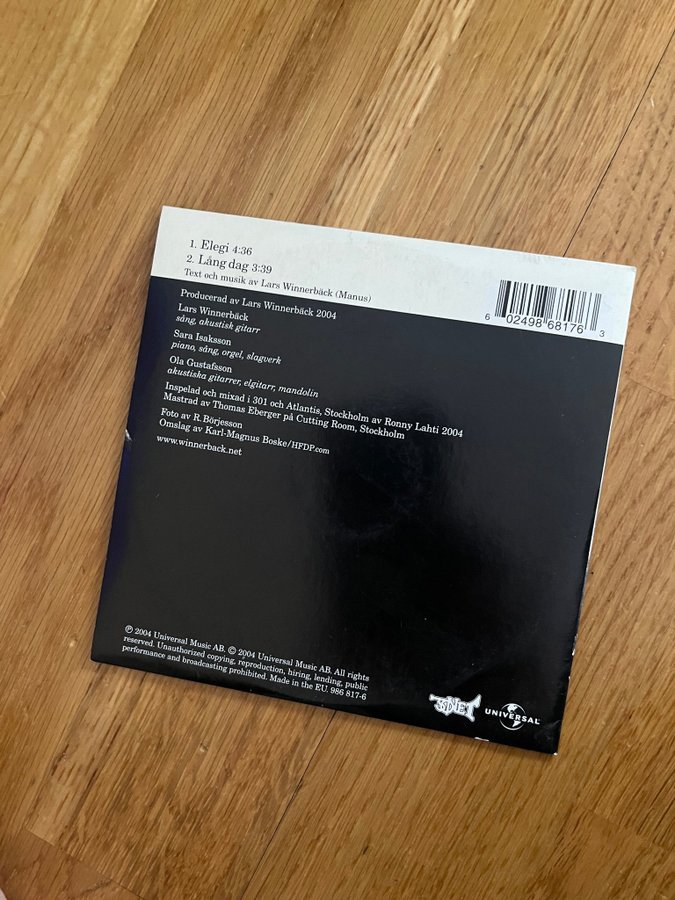 1. Elegi 4:36
2. Lång dag 3:39
Text och musik av Lars Winnerbäck (Manus)
6 02498 68176 3
Producerad av Lars Winnerbäck 2004
Lars Winnerbäck
sång, akustisk gitarr
Sara Isaksson
piano, sång, orgel, slagverk
Ola Gustafsson
akustiska gitarrer, elgitarr, mandolin
Inspelad och mixad i 301 och Atlantis, Stockholm av Ronny Lahti 2004
Mastrad av Thomas Eberger på Cutting Room, Stockholm
Foto av R.Börjesson
Omslag av Karl-Magnus Boske/HFDP.com
www.winnerback.net
℗ 2004 Universal Music AB. © 2004 Universal Music AB. All rights
reserved. Unauthorized copying, reproduction, hiring, lending, public
performance and broadcasting prohibited. Made in the EU. 986 817-6
SONET
UNIVERSAL